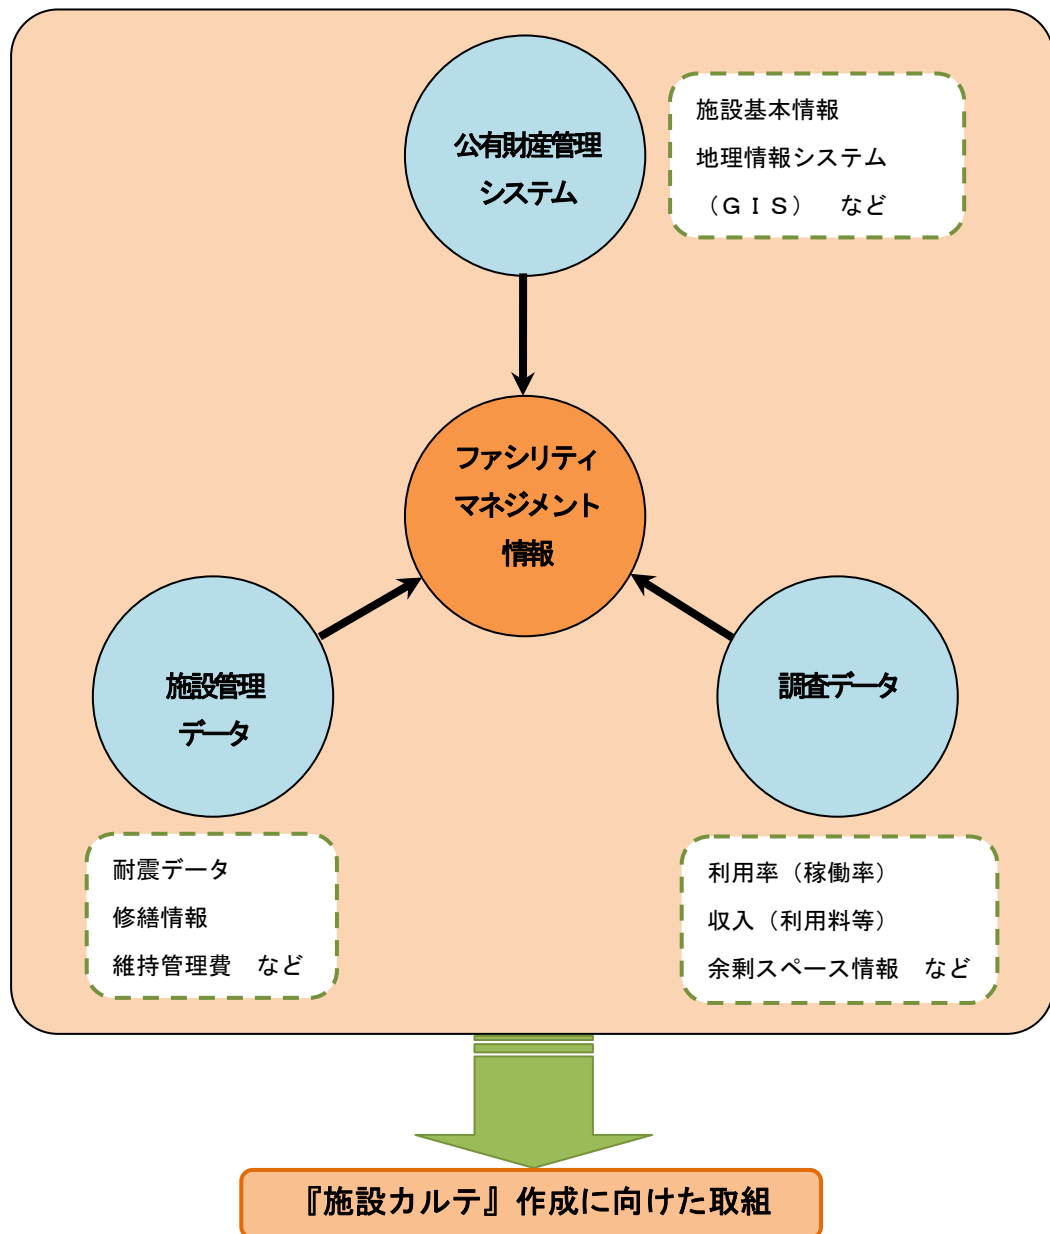 公有財産管理
システム
施設基本情報
地理情報システム
（ＧＩＳ）　など
ファシリティ
マネジメント
情報
施設管理
データ
調査データ
耐震データ
修繕情報
維持管理費　など
利用率（稼働率）
収入（利用料等）
余剰スペース情報　など
『施設カルテ』作成に向けた取組